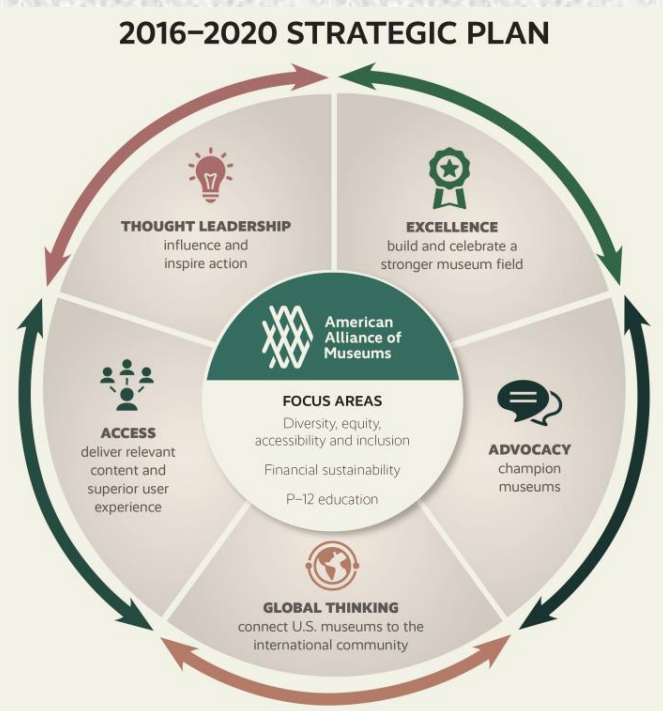 2016–2020 STRATEGIC PLAN
THOUGHT LEADERSHIP
influence and
inspire action
EXCELLENCE
build and celebrate a
stronger museum field
American
Alliance of
Museums
FOCUS AREAS
Diversity, equity,
accessibility and inclusion
Financial sustainability
P–12 education
ACCESS
deliver relevant
content and
superior user
experience
ADVOCACY
champion
museums
GLOBAL THINKING
connect U.S. museums to the
international community